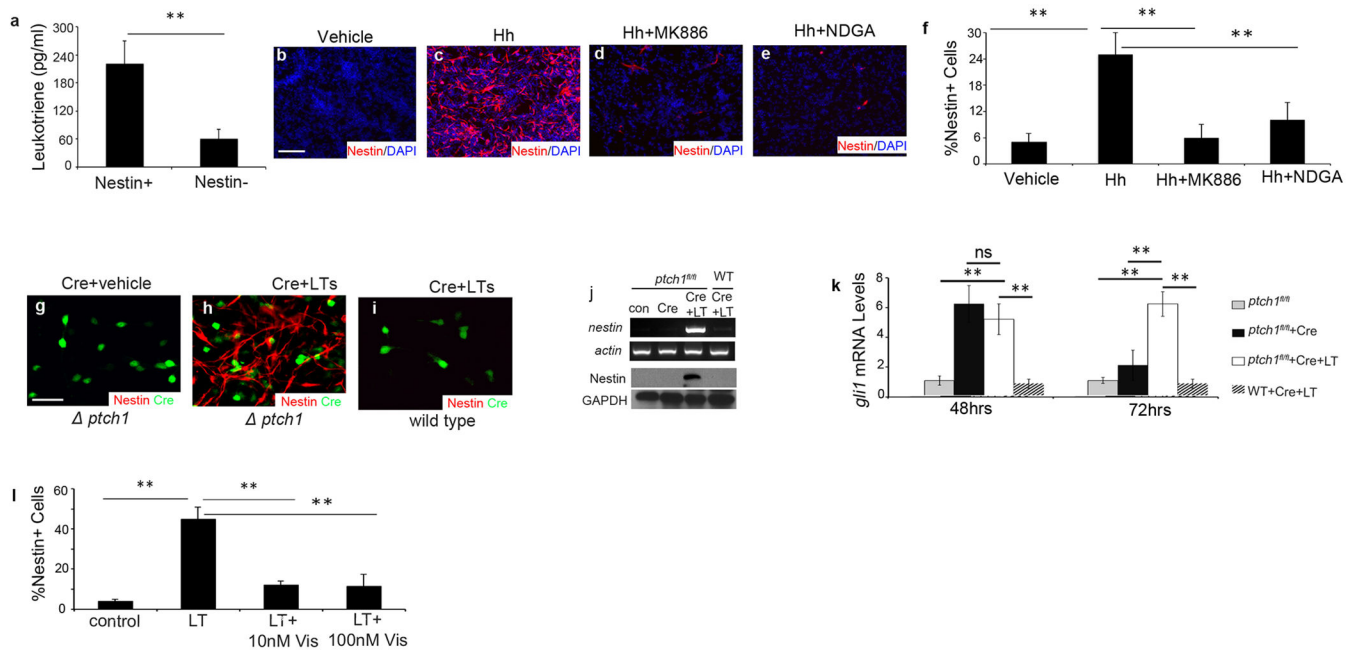 a
**
300
240
180
120
60
0
Leukotriene (pg/ml)
Nestin+
Nestin-
Vehicle
b
Nestin/DAPI
Hh
c
Nestin/DAPI
Hh+MK886
d
Nestin/DAPI
Hh+NDGA
e
Nestin/DAPI
f
**
**
**
30
20
10
0
%Nestin+ Cells
Vehicle
Hh
Hh+MK886
Hh+NDGA
Cre+vehicle
g
Nestin Cre
Δ ptch1
Cre+LTs
h
Nestin Cre
Δ ptch1
Cre+LTs
i
Nestin Cre
wild type
j
ptch1fl/fl
WT
con
Cre
Cre
+LT
Cre
+LT
nestin
actin
Nestin
GAPDH
k
ns
**
**
**
**
**
8
6
4
2
0
gli1 mRNA Levels
48hrs
72hrs
ptch1fl/fl
ptch1fl/fl+Cre
ptch1fl/fl+Cre+LT
WT+Cre+LT
l
**
**
**
60
40
20
0
%Nestin+ Cells
control
LT
LT+
10nM Vis
LT+
100nM Vis